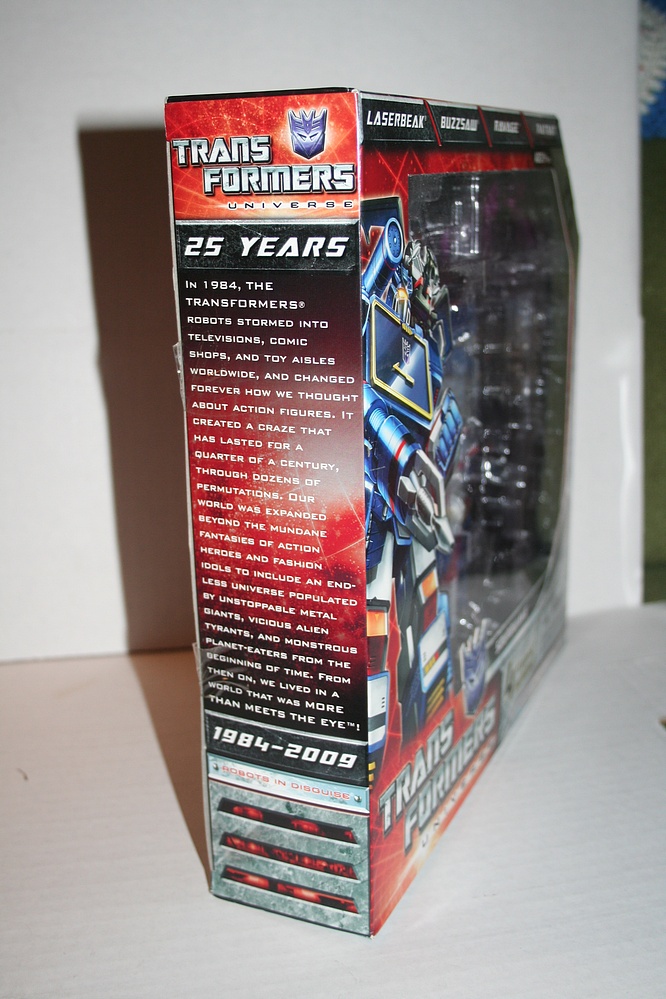 TRANS
FORMERS
UNIVERSE
25 YEARS
IN 1984, THE
TRANSFORMERS®
ROBOTS STORMED INTO
TELEVISIONS, COMIC
SHOPS, AND TOY AISLES
WORLDWIDE, AND CHANGED
FOREVER HOW WE THOUGHT
ABOUT ACTION FIGURES. IT
CREATED A CRAZE THAT
HAS LASTED FOR A
QUARTER OF A CENTURY,
THROUGH DOZENS OF
PERMUTATIONS. OUR
WORLD WAS EXPANDED
BEYOND THE MUNDANE
FANTASIES OF ACTION
HEROES AND FASHION
IDOLS TO INCLUDE AN END-
LESS UNIVERSE POPULATED
BY UNSTOPPABLE METAL
GIANTS, VICIOUS ALIEN
TYRANTS, AND MONSTROUS
PLANET-EATERS FROM THE
BEGINNING OF TIME. FROM
THEN ON, WE LIVED IN A
WORLD THAT WAS MORE
THAN MEETS THE EYE™!
1984-2009
ROBOTS IN DISGUISE
LASERBEAK BUZZSAW RAVAGE
TRANS
FORMERS
UNIVERSE